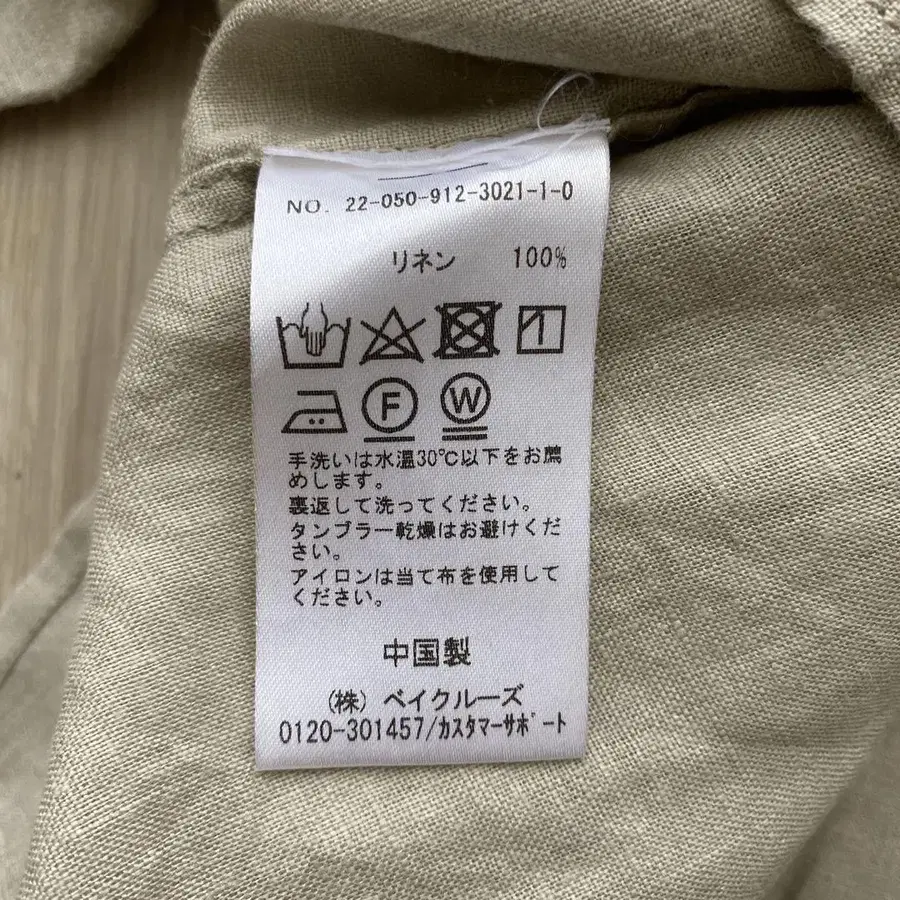 NO. 22-050-912-3021-1-0
リネン 100%
F W
手洗いは水温30℃以下をお薦
めします。
裏返して洗ってください。
タンブラー乾燥はお避けくだ
さい。
アイロンは当て布を使用して
ください。
中国製
(株) ベイクルーズ
0120-301457/ｶｽﾀﾏｰｻﾎﾟｰﾄ